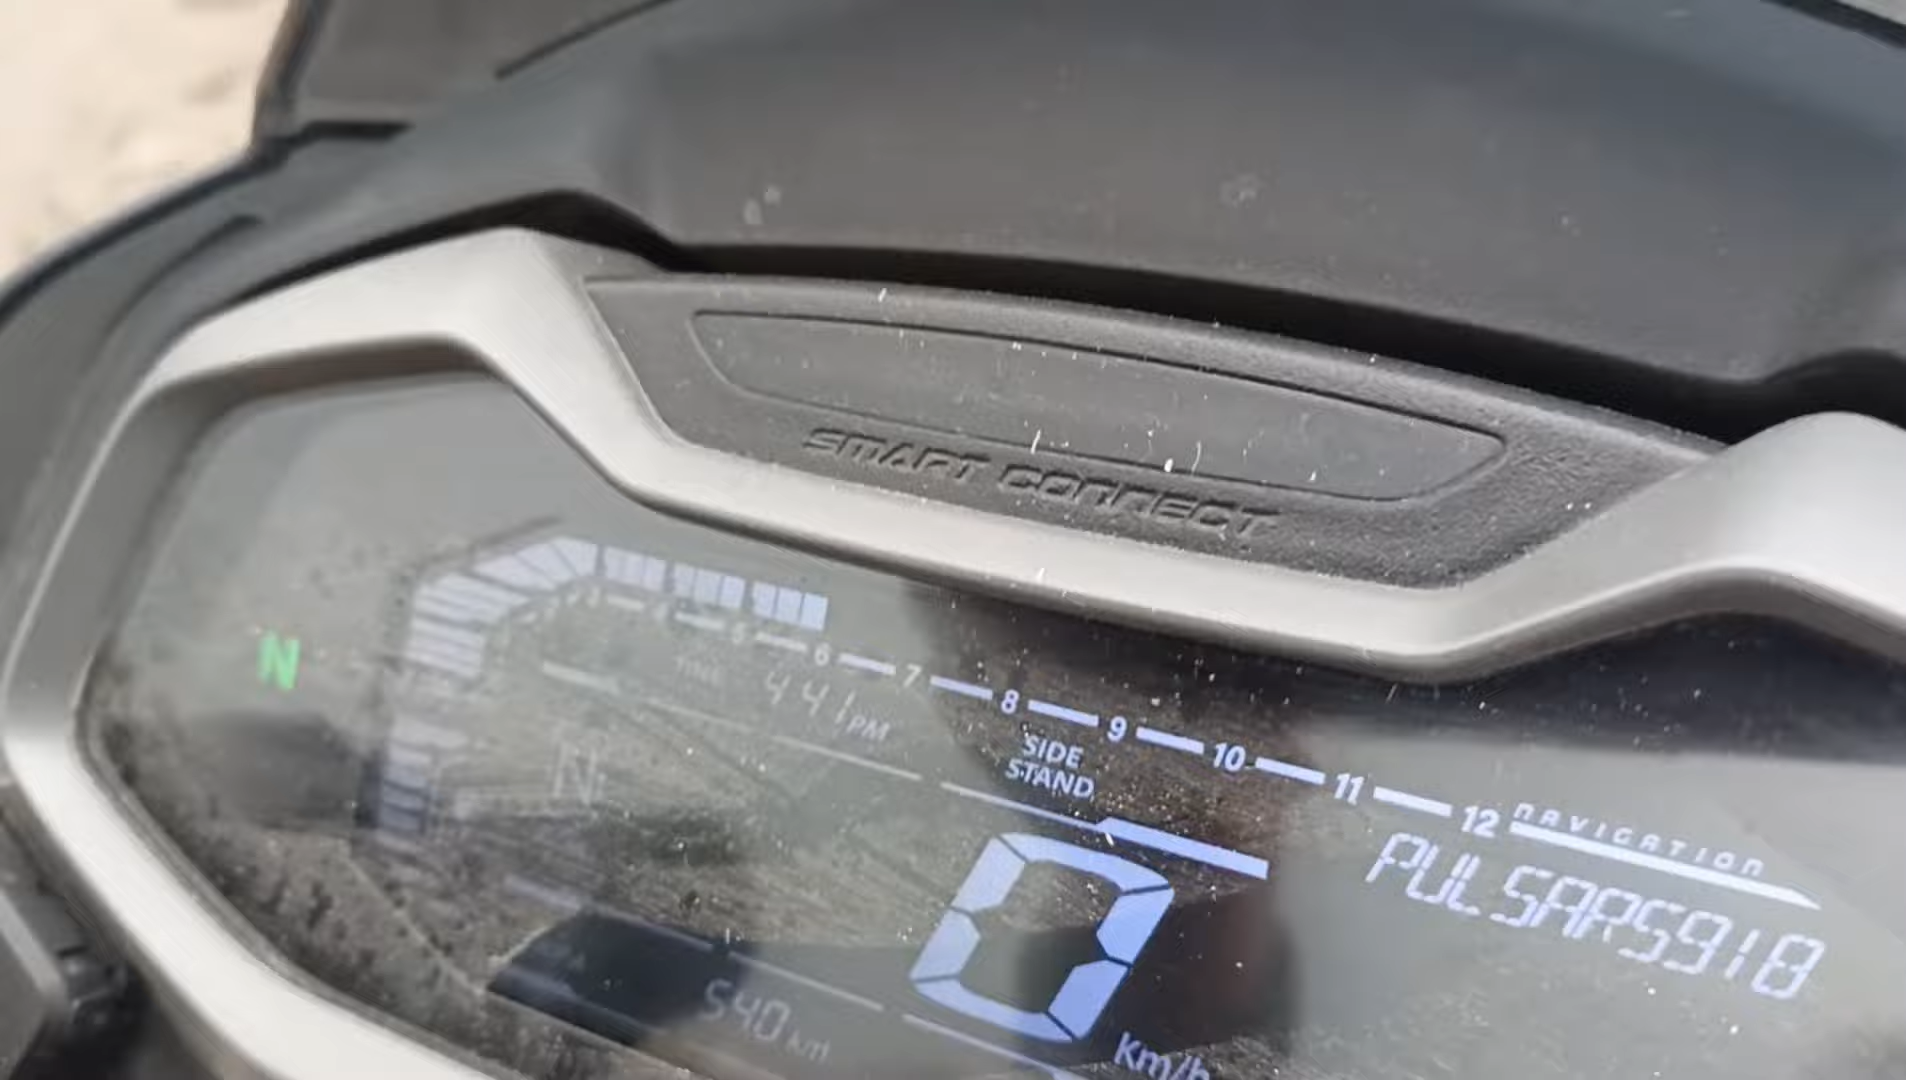 SMART CONNECT
N
5 6 7 8 9 10 11 12
TIME
4 41 PM
SIDE STAND
N
NAVIGATION
PULSAR5918
0
Km/h
540 km